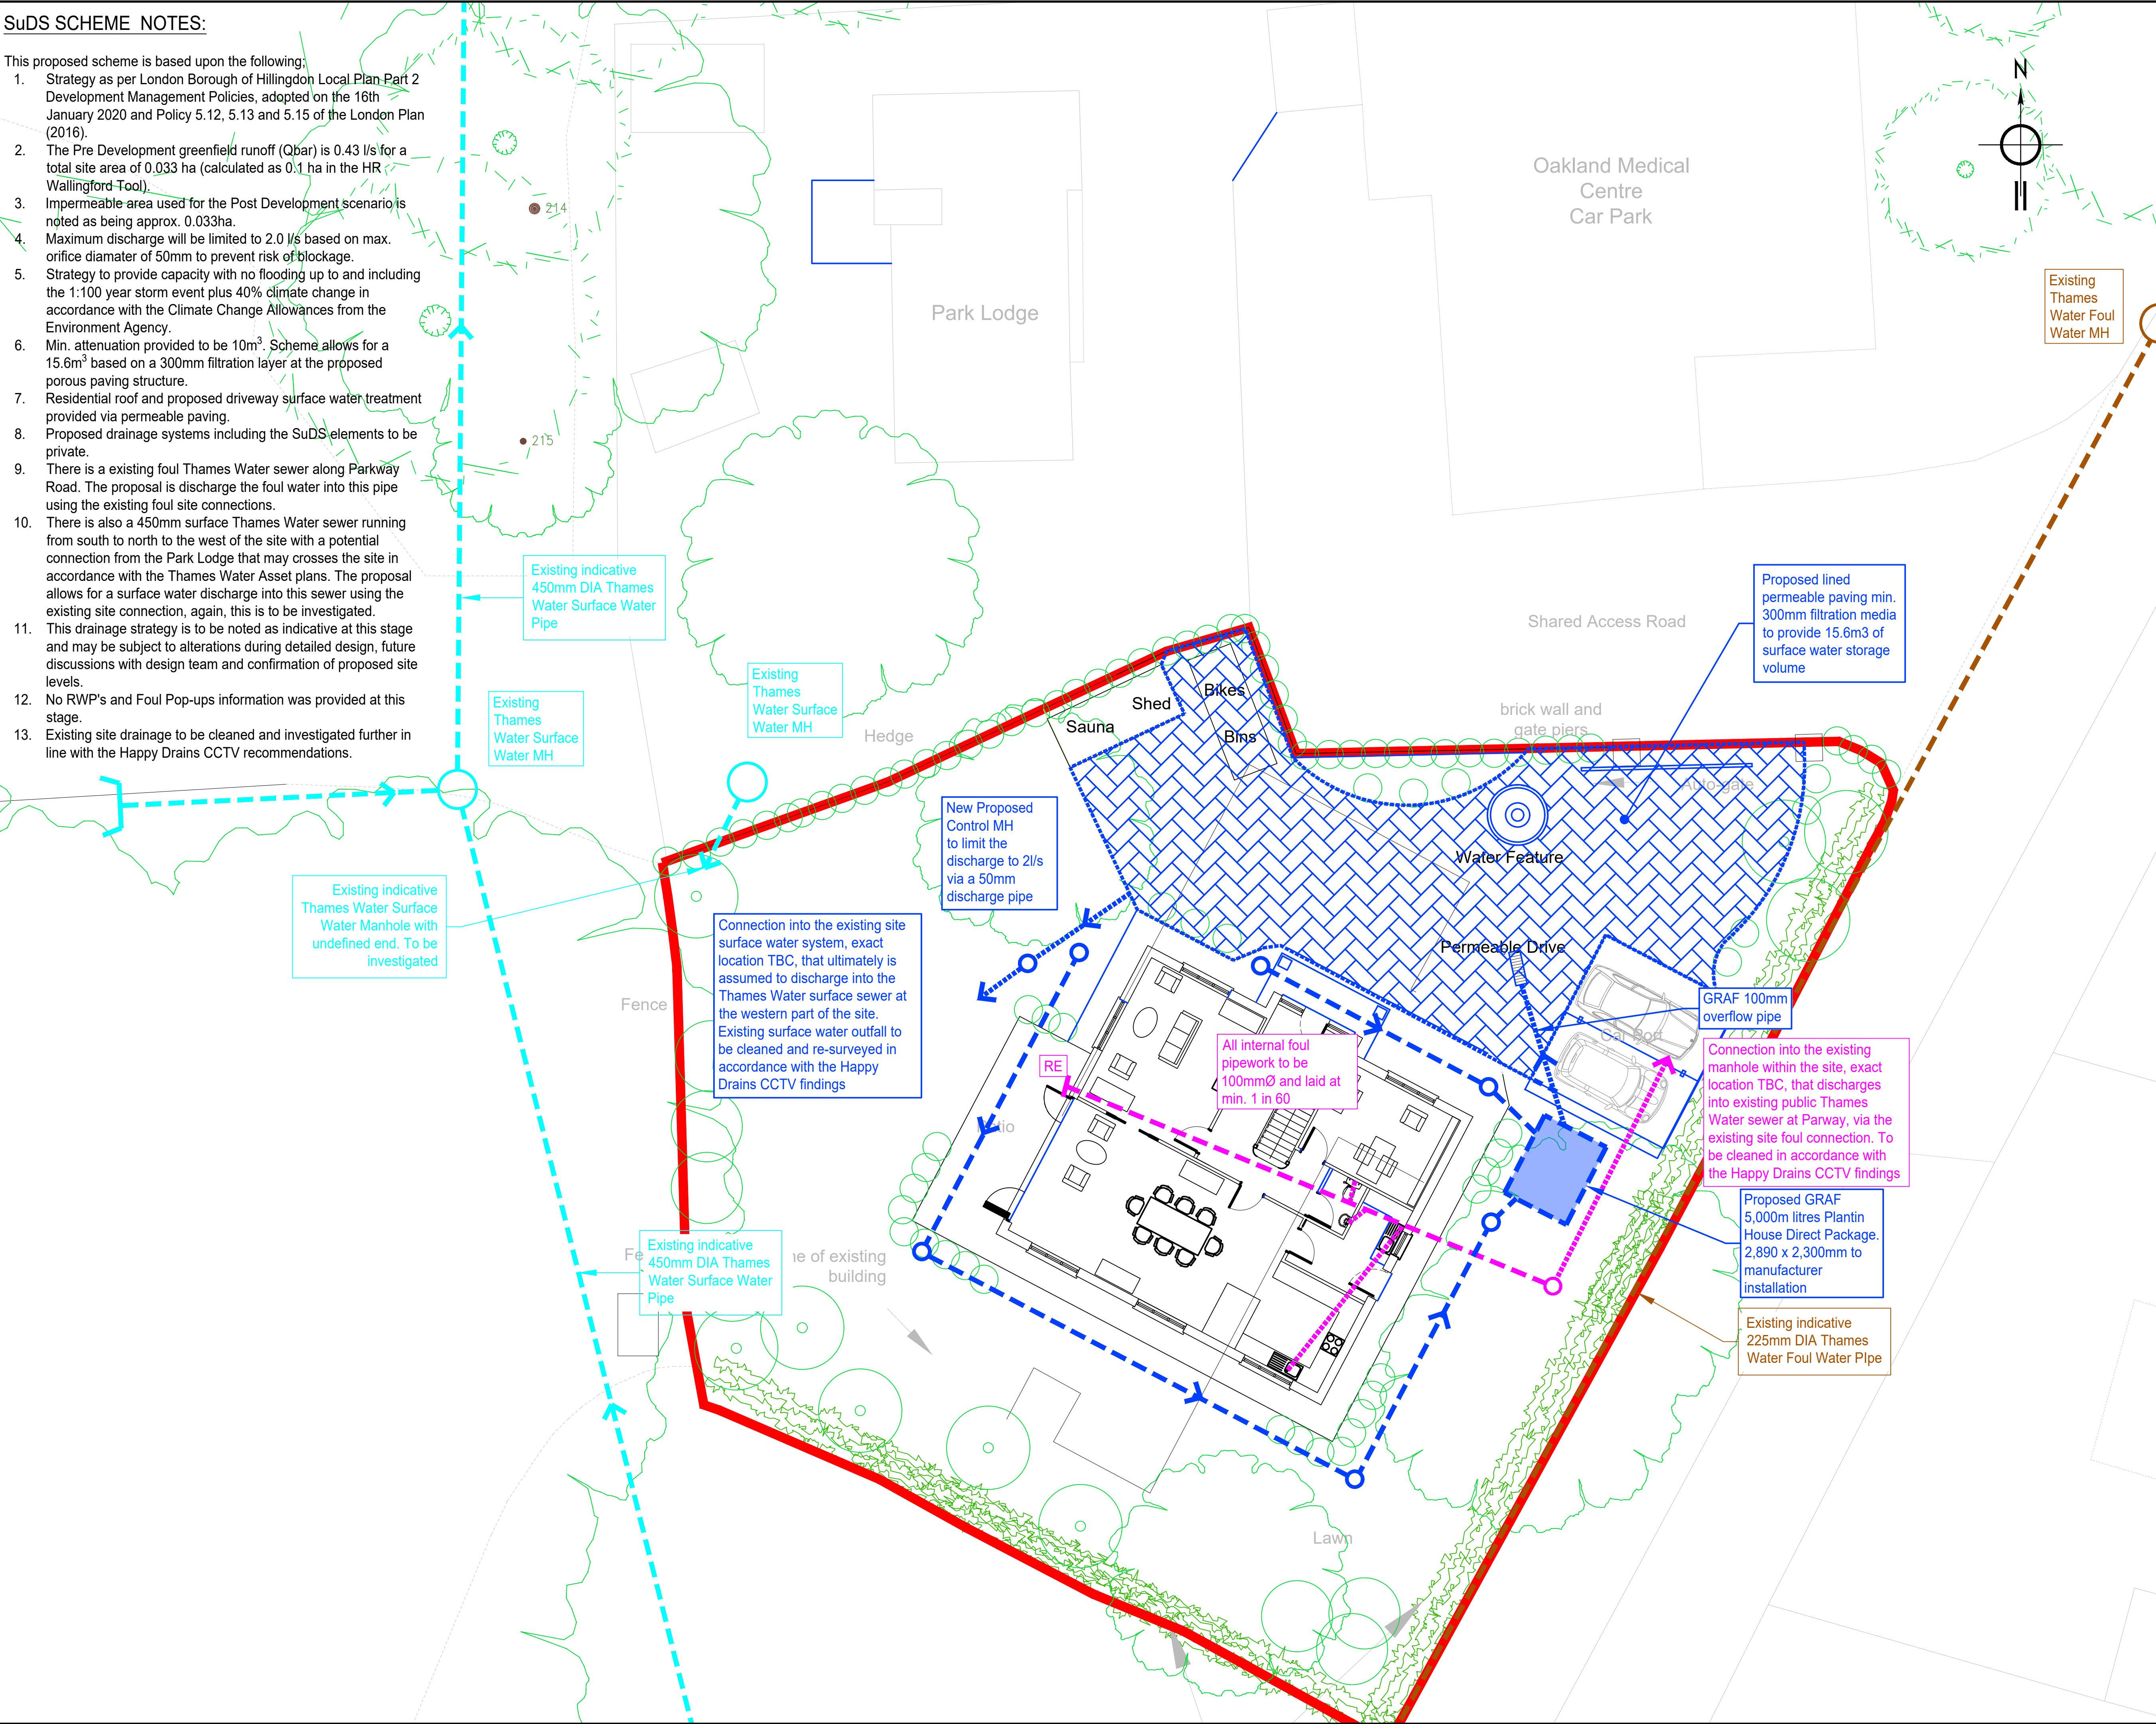 SuDS SCHEME NOTES:
This proposed scheme is based upon the following;
1. Strategy as per London Borough of Hillingdon Local Plan Part 2
Development Management Policies, adopted on the 16th
January 2020 and Policy 5.12, 5.13 and 5.15 of the London Plan
(2016).
2. The Pre Development greenfield runoff (Qbar) is 0.43 l/s for a
total site area of 0.033 ha (calculated as 0.1 ha in the HR
Wallingford Tool).
3. Impermeable area used for the Post Development scenario is
noted as being approx. 0.033ha.
4. Maximum discharge will be limited to 2.0 l/s based on max.
orifice diamater of 50mm to prevent risk of blockage.
5. Strategy to provide capacity with no flooding up to and including
the 1:100 year storm event plus 40% climate change in
accordance with the Climate Change Allowances from the
Environment Agency.
6. Min. attenuation provided to be 10m³. Scheme allows for a
15.6m³ based on a 300mm filtration layer at the proposed
porous paving structure.
7. Residential roof and proposed driveway surface water treatment
provided via permeable paving.
8. Proposed drainage systems including the SuDS elements to be
private.
9. There is a existing foul Thames Water sewer along Parkway
Road. The proposal is discharge the foul water into this pipe
using the existing foul site connections.
10. There is also a 450mm surface Thames Water sewer running
from south to north to the west of the site with a potential
connection from the Park Lodge that may crosses the site in
accordance with the Thames Water Asset plans. The proposal
allows for a surface water discharge into this sewer using the
existing site connection, again, this is to be investigated.
11. This drainage strategy is to be noted as indicative at this stage
and may be subject to alterations during detailed design, future
discussions with design team and confirmation of proposed site
levels.
12. No RWP's and Foul Pop-ups information was provided at this
stage.
13. Existing site drainage to be cleaned and investigated further in
line with the Happy Drains CCTV recommendations.
N
214
215
Oakland Medical
Centre
Car Park
Park Lodge
Existing
Thames
Water Foul
Water MH
Existing indicative
450mm DIA Thames
Water Surface Water
Pipe
Proposed lined
permeable paving min.
300mm filtration media
to provide 15.6m3 of
surface water storage
volume
Shared Access Road
Existing
Thames
Water Surface
Water MH
Existing
Thames
Water Surface
Water MH
Hedge
Sauna
Shed
Bikes
Bins
brick wall and
gate piers
Auto-gate
Water Feature
Permeable Drive
New Proposed
Control MH
to limit the
discharge to 2l/s
via a 50mm
discharge pipe
Existing indicative
Thames Water Surface
Water Manhole with
undefined end. To be
investigated
Connection into the existing site
surface water system, exact
location TBC, that ultimately is
assumed to discharge into the
Thames Water surface sewer at
the western part of the site.
Existing surface water outfall to
be cleaned and re-surveyed in
accordance with the Happy
Drains CCTV findings
Fence
GRAF 100mm
overflow pipe
Car Port
RE
All internal foul
pipework to be
100mmØ and laid at
min. 1 in 60
Connection into the existing
manhole within the site, exact
location TBC, that discharges
into existing public Thames
Water sewer at Parway, via the
existing site foul connection. To
be cleaned in accordance with
the Happy Drains CCTV findings
Proposed GRAF
5,000m litres Plantin
House Direct Package.
2,890 x 2,300mm to
manufacturer
installation
Existing indicative
450mm DIA Thames
Water Surface Water
Pipe
of existing
building
Existing indicative
225mm DIA Thames
Water Foul Water PIpe
Lawn